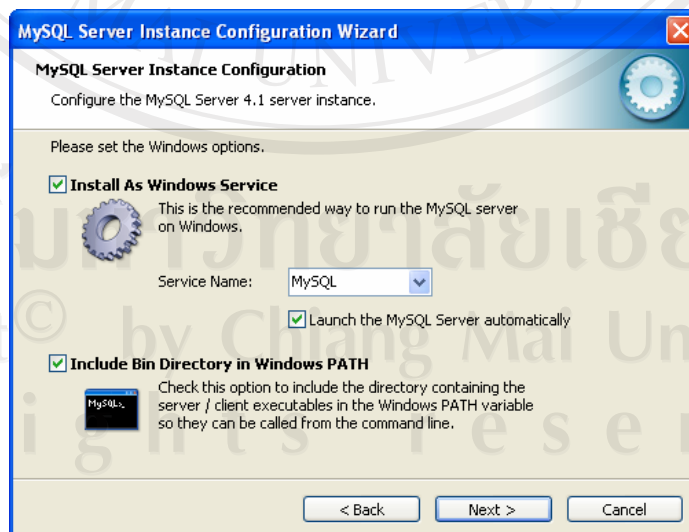 MySQL Server Instance Configuration Wizard
MySQL Server Instance Configuration
Configure the MySQL Server 4.1 server instance.
Please set the Windows options.
Install As Windows Service
This is the recommended way to run the MySQL server
on Windows.
Service Name: MySQL
Launch the MySQL Server automatically
Include Bin Directory in Windows PATH
MySQL>_
Check this option to include the directory containing the
server / client executables in the Windows PATH variable
so they can be called from the command line.
< Back Next > Cancel
by Chiang Mai